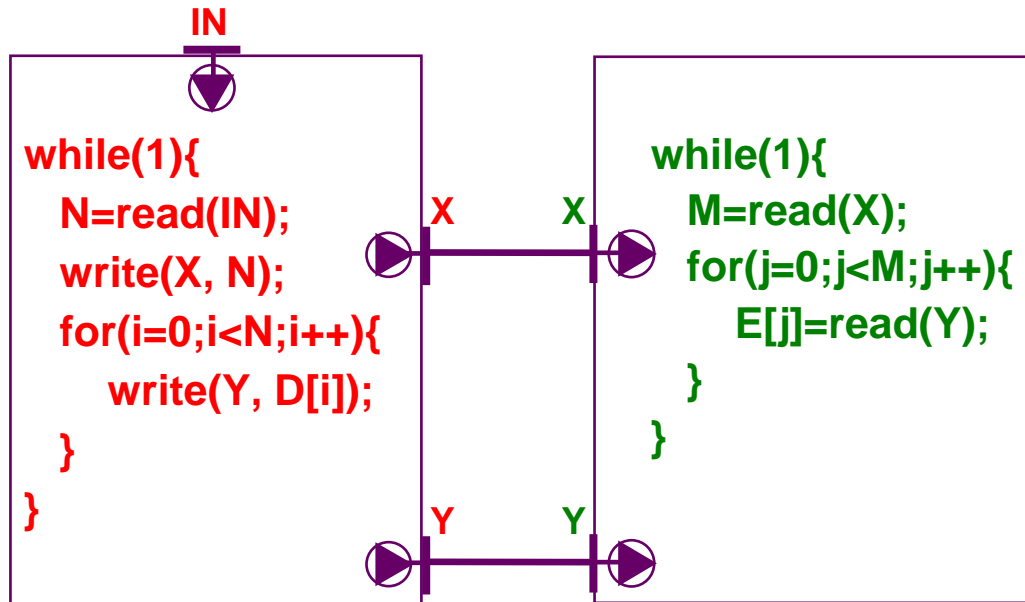 IN
while(1){
N=read(IN);
write(X, N);
for(i=0;i<N;i++){
write(Y, D[i]);
}
}
X
Y
X
Y
while(1){
M=read(X);
for(j=0;j<M;j++){
E[j]=read(Y);
}
}